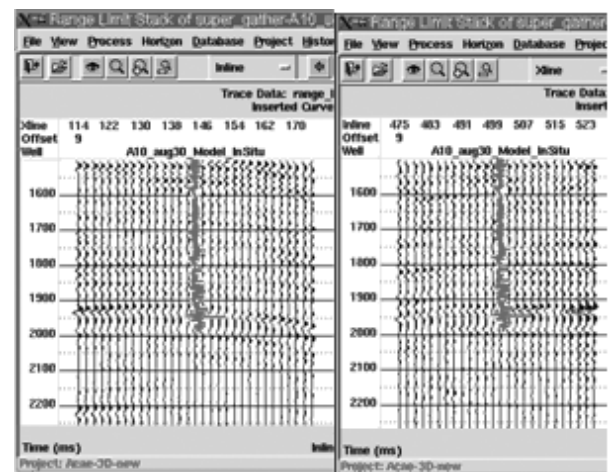 Range Limit Stack of super_gather-A10_
File View Process Horizon Database Project Histor
Inline
Trace Data: range_l
Inserted Curve
Xline 114 122 130 138 146 154 162 170
Offset 9
Well A10_aug30_Model_InSitu
1600
1700
1800
1900
2000
2100
2200
Time (ms) Inlin
Project: Acae-3D-new
Range Limit Stack of super_gather
File View Process Horizon Database Projec
Xline
Trace Data
Insert
Inline 475 483 491 499 507 515 523
Offset 9
Well A10_aug30_Model_InSitu
1600
1700
1800
1900
2000
2100
2200
Time (ms)
Project: Acae-3D-new